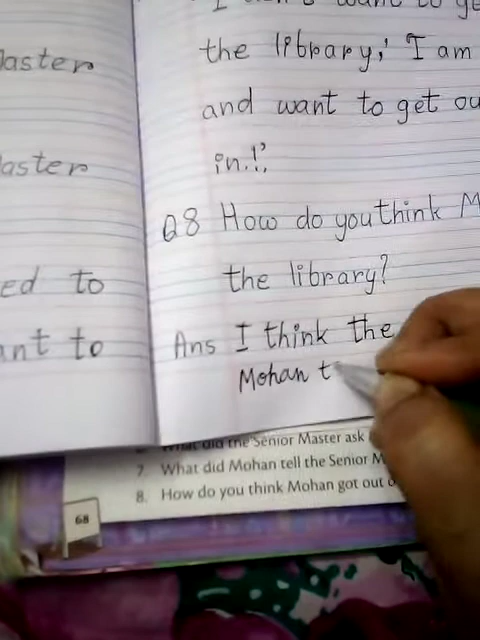 the library,' I am
and want to get ou
in.!'
Q8 How do you think M
the library?
Ans I think the
Mohan t
aster
aster
ed to
ant to
What did the Senior Master ask
7. What did Mohan tell the Senior M
8. How do you think Mohan got out o
68